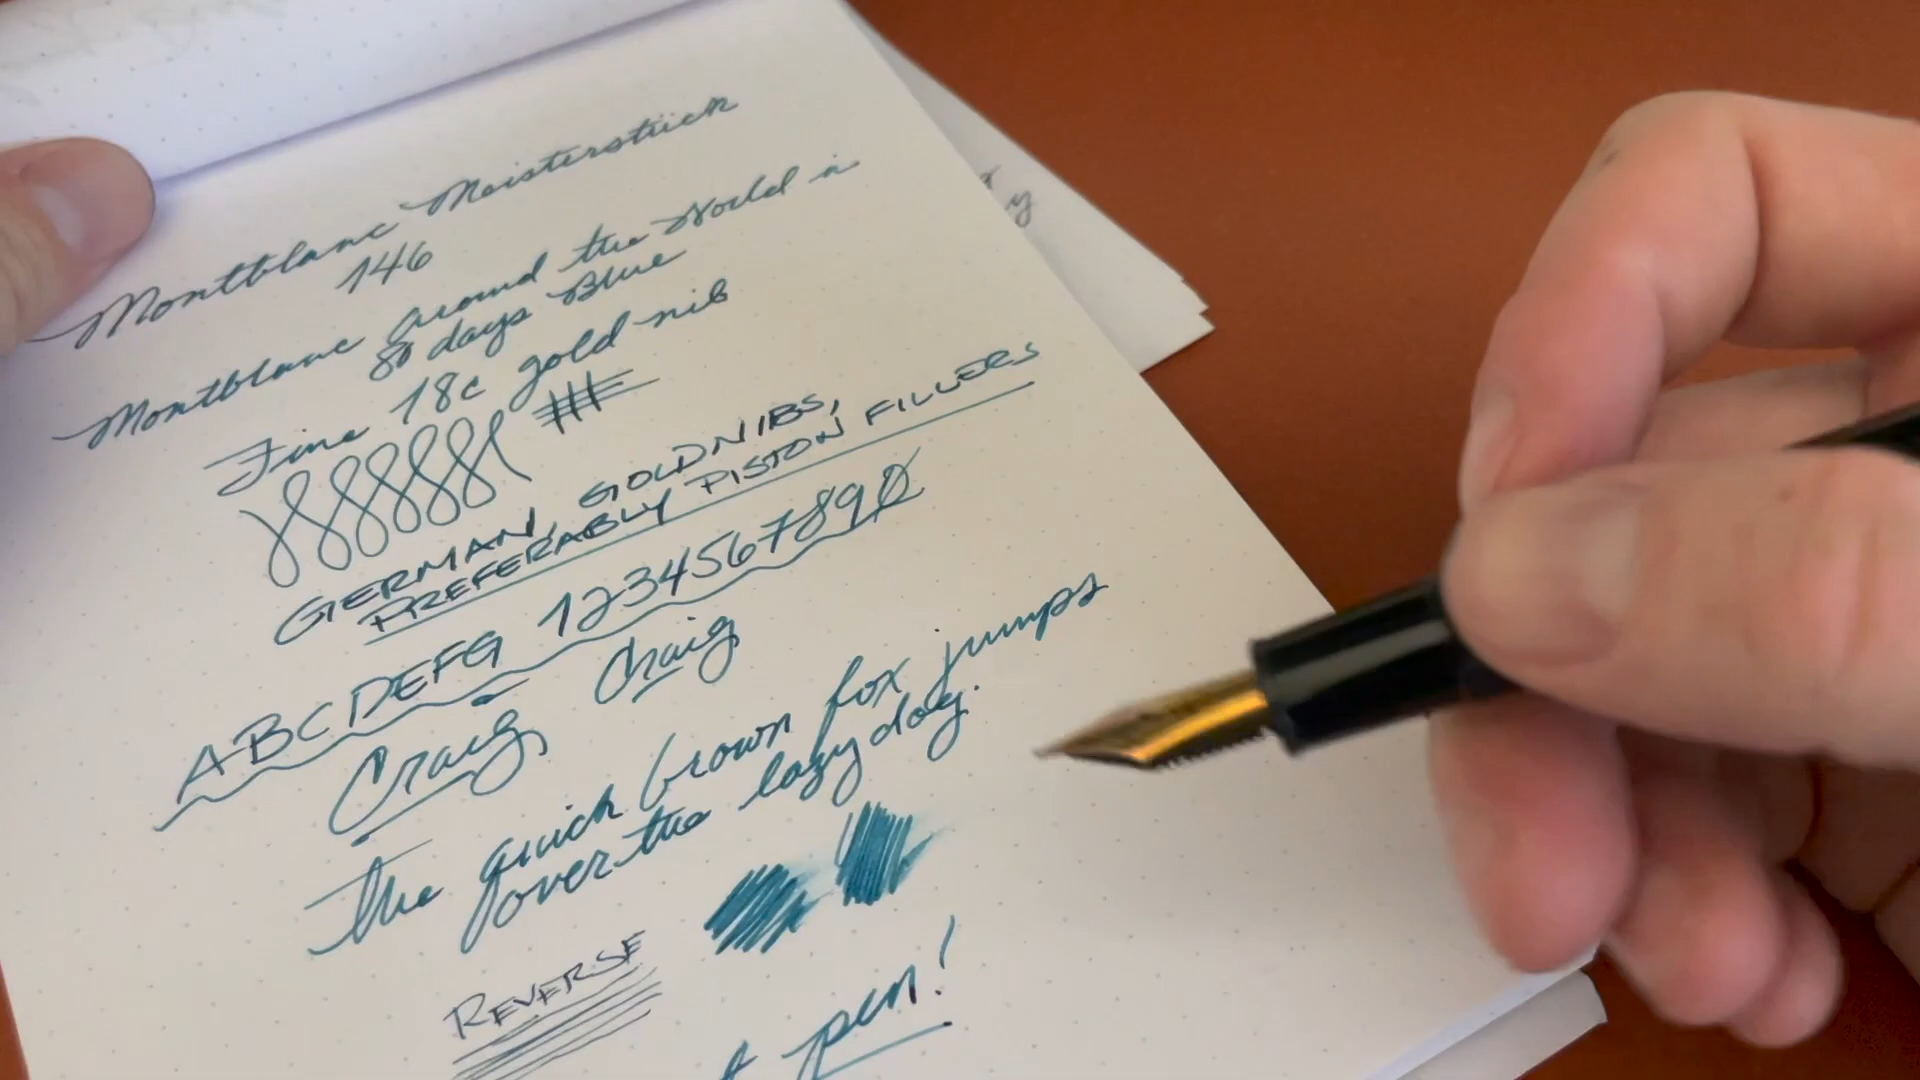 Montblanc Meisterstück
146
Montblanc Around the World in
80 days Blue
Fine 18c gold nib
GERMAN, GOLD NIBS,
PREFERABLY PISTON FILLERS
ABCDEFG 1234567890
Craig Craig
The quick brown fox jumps
over the lazy dog.
REVERSE
pen!